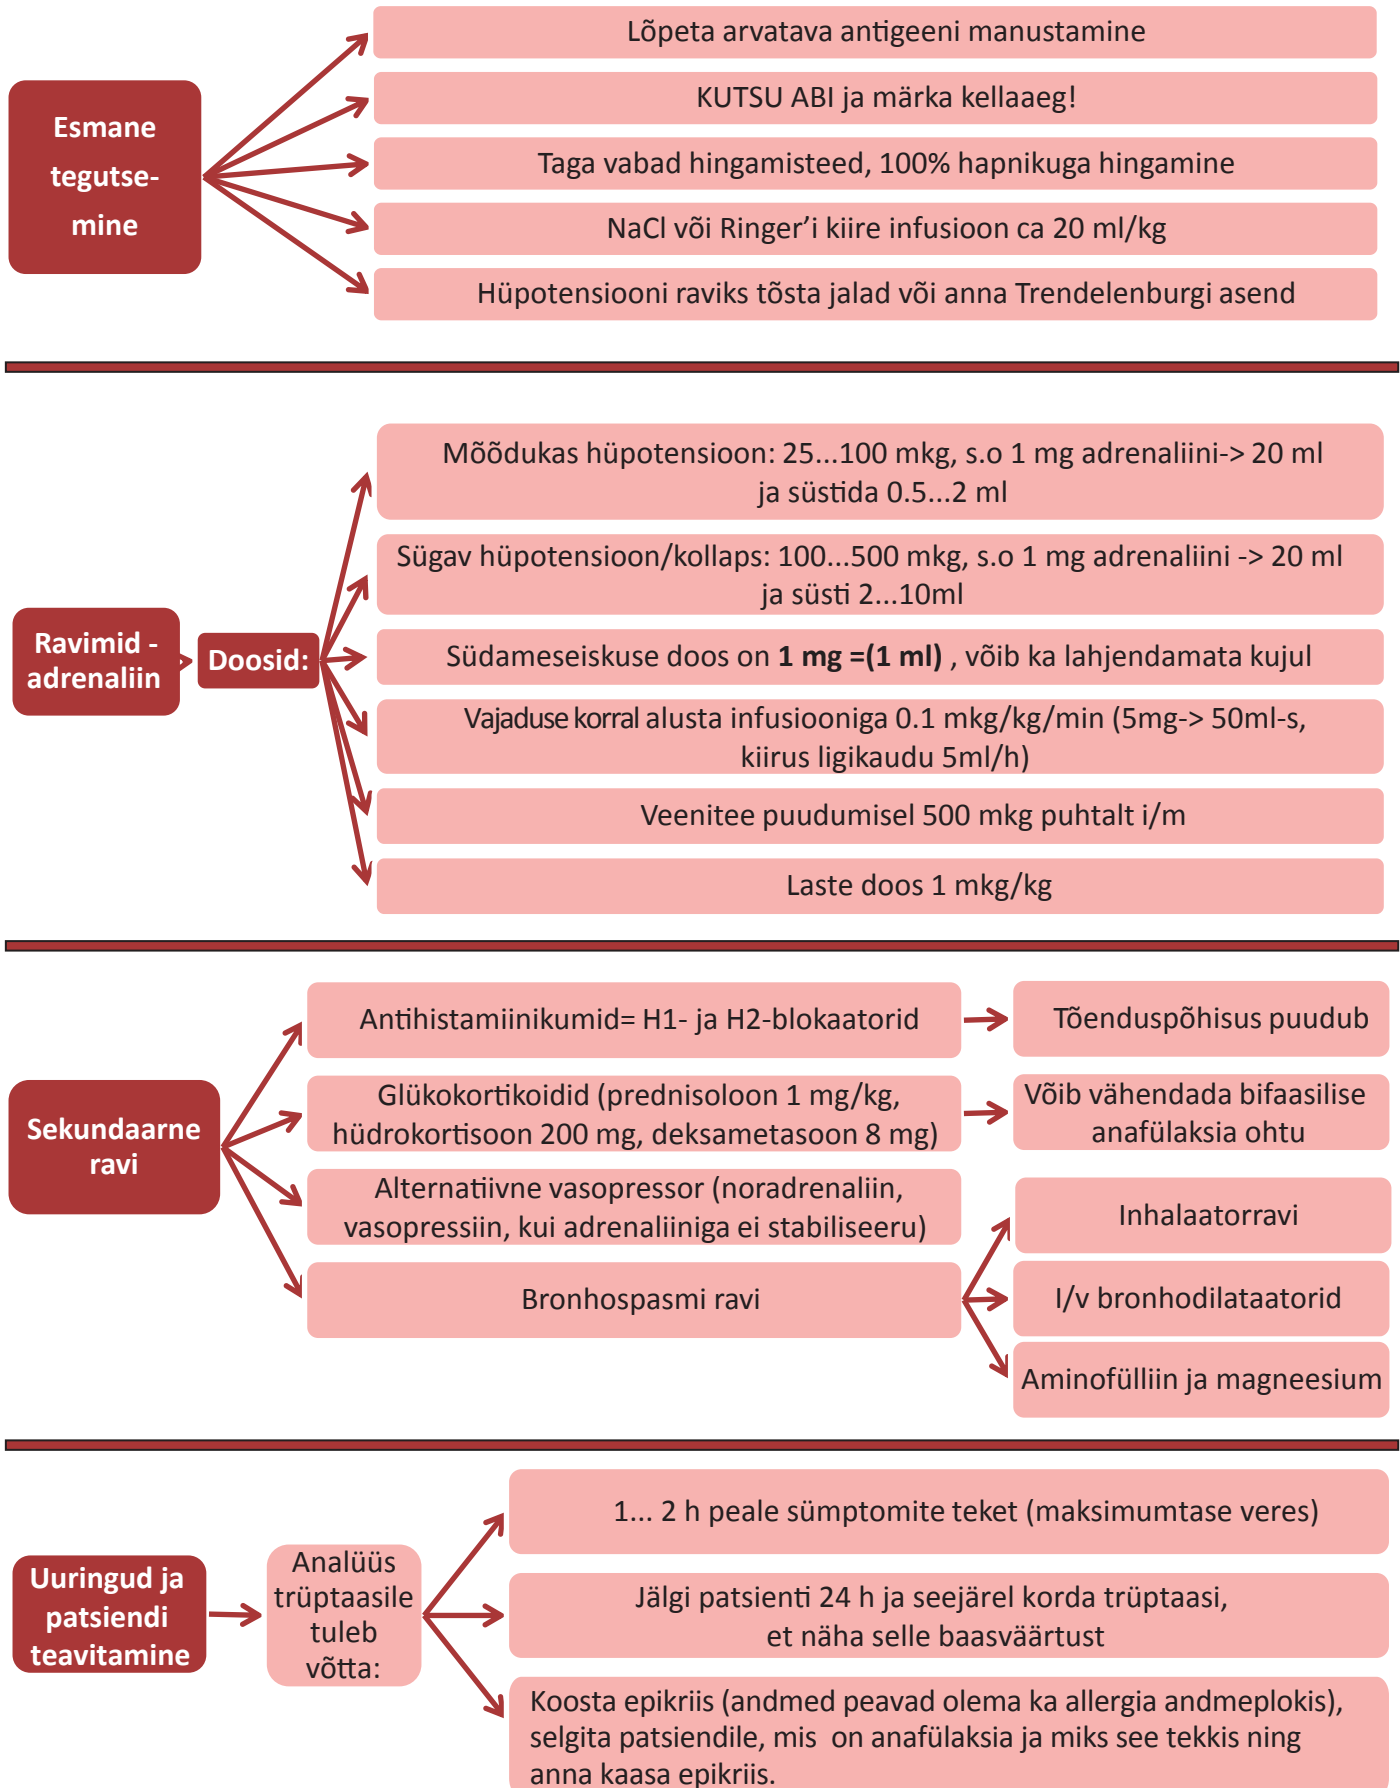 Esmane
tegutse-
mine
Lõpeta arvatava antigeeni manustamine
KUTSU ABI ja märka kellaaeg!
Taga vabad hingamisteed, 100% hapnikuga hingamine
NaCl või Ringer’i kiire infusioon ca 20 ml/kg
Hüpotensiooni raviks tõsta jalad või anna Trendelenburgi asend
Ravimid -
adrenaliin
Doosid:
Mõõdukas hüpotensioon: 25...100 mkg, s.o 1 mg adrenaliini-> 20 ml
ja süstida 0.5...2 ml
Sügav hüpotensioon/kollaps: 100...500 mkg, s.o 1 mg adrenaliini -> 20 ml
ja süsti 2...10ml
Südameseiskuse doos on 1 mg =(1 ml) , võib ka lahjendamata kujul
Vajaduse korral alusta infusiooniga 0.1 mkg/kg/min (5mg-> 50ml-s,
kiirus ligikaudu 5ml/h)
Veenitee puudumisel 500 mkg puhtalt i/m
Laste doos 1 mkg/kg
Sekundaarne
ravi
Antihistamiinikumid= H1- ja H2-blokaatorid
Tõenduspõhisus puudub
Glükokortikoidid (prednisoloon 1 mg/kg,
hüdrokortisoon 200 mg, deksametasoon 8 mg)
Võib vähendada bifaasilise
anafülaksia ohtu
Alternatiivne vasopressor (noradrenaliin,
vasopressiin, kui adrenaliiniga ei stabiliseeru)
Bronhospasmi ravi
Inhalaatorravi
I/v bronhodilataatorid
Aminofülliin ja magneesium
Uuringud ja
patsiendi
teavitamine
Analüüs
trüptaasile
tuleb
võtta:
1... 2 h peale sümptomite teket (maksimumtase veres)
Jälgi patsienti 24 h ja seejärel korda trüptaasi,
et näha selle baasväärtust
Koosta epikriis (andmed peavad olema ka allergia andmeplokis),
selgita patsiendile, mis on anafülaksia ja miks see tekkis ning
anna kaasa epikriis.